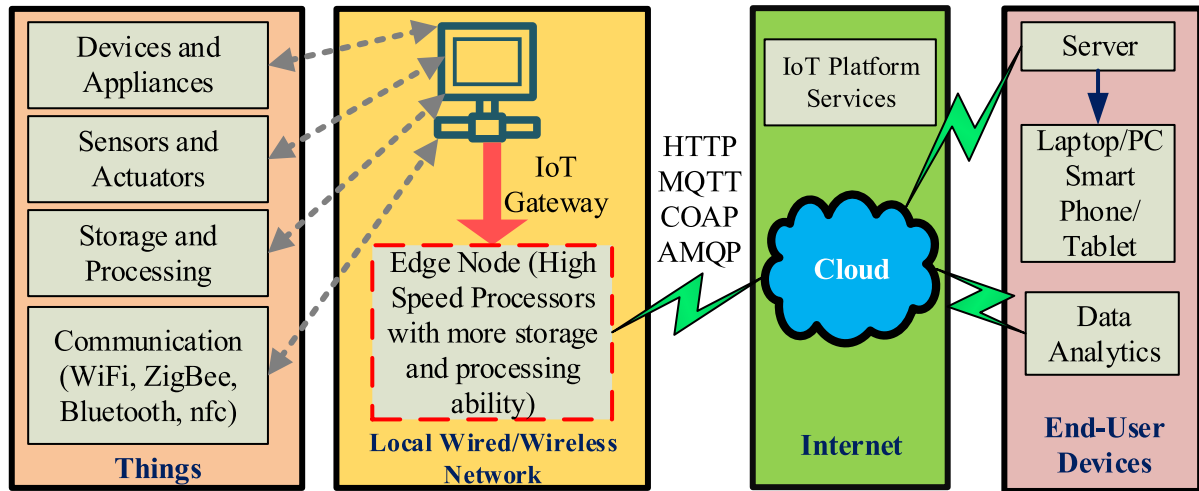 Devices and
Appliances
Sensors and
Actuators
Storage and
Processing
Communication
(WiFi, ZigBee,
Bluetooth, nfc)
Things
IoT
Gateway
Edge Node (High
Speed Processors
with more storage
and processing
ability)
Local Wired/Wireless
Network
HTTP
MQTT
COAP
AMQP
IoT Platform
Services
Cloud
Internet
Server
Laptop/PC
Smart
Phone/
Tablet
Data
Analytics
End-User
Devices